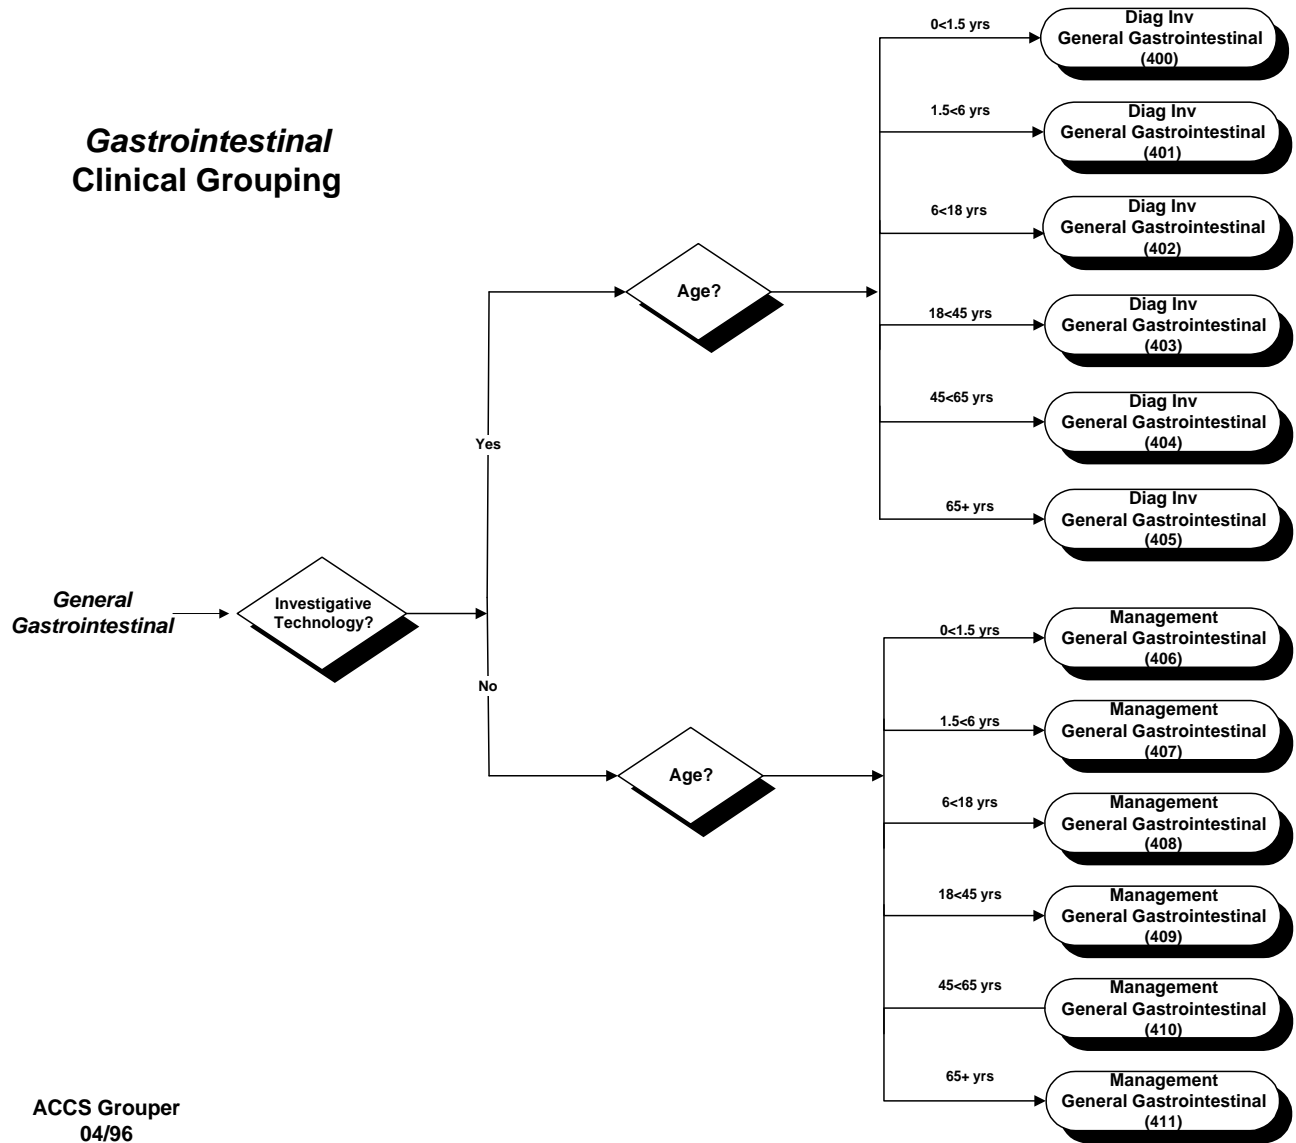 Gastrointestinal
Clinical Grouping
General
Gastrointestinal
Investigative
Technology?
Yes
No
Age?
0<1.5 yrs
Diag Inv
General Gastrointestinal
(400)
1.5<6 yrs
Diag Inv
General Gastrointestinal
(401)
6<18 yrs
Diag Inv
General Gastrointestinal
(402)
18<45 yrs
Diag Inv
General Gastrointestinal
(403)
45<65 yrs
Diag Inv
General Gastrointestinal
(404)
65+ yrs
Diag Inv
General Gastrointestinal
(405)
Age?
0<1.5 yrs
Management
General Gastrointestinal
(406)
1.5<6 yrs
Management
General Gastrointestinal
(407)
6<18 yrs
Management
General Gastrointestinal
(408)
18<45 yrs
Management
General Gastrointestinal
(409)
45<65 yrs
Management
General Gastrointestinal
(410)
65+ yrs
Management
General Gastrointestinal
(411)
ACCS Grouper
04/96